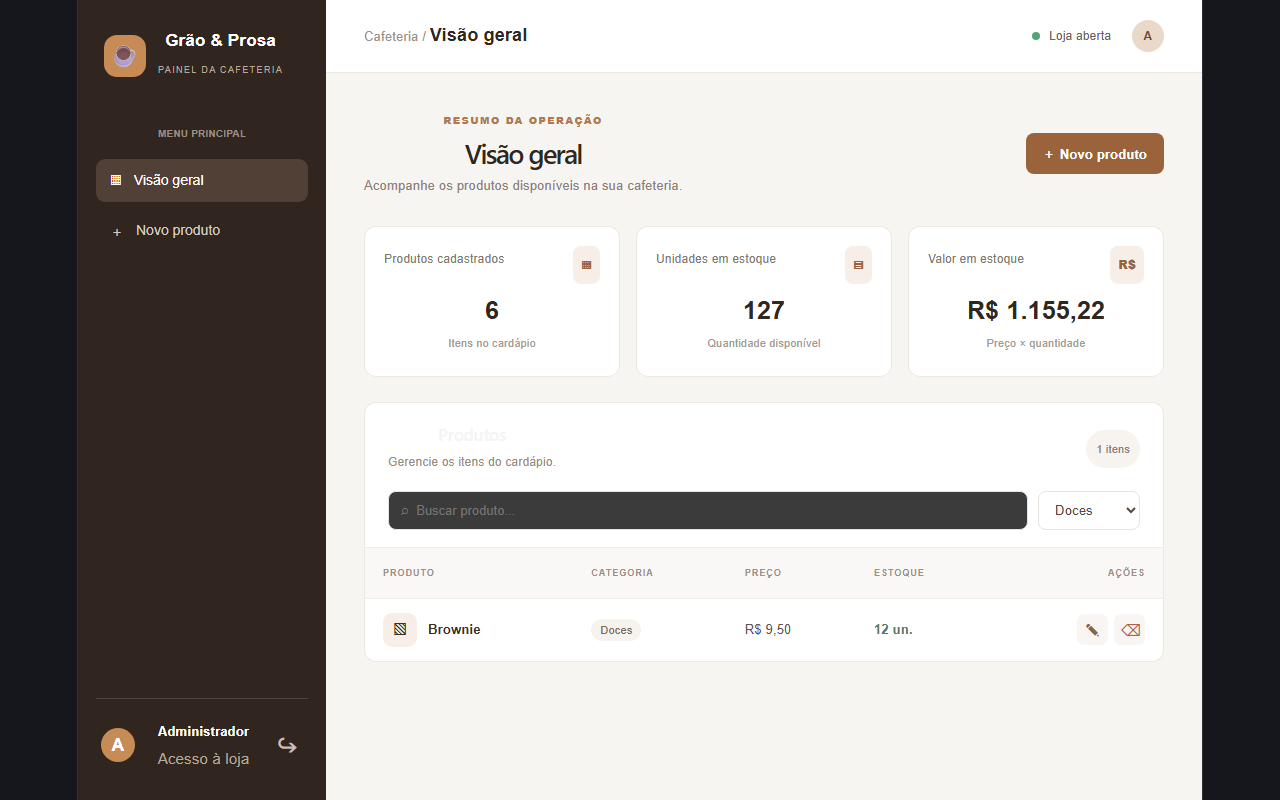 Grão & Prosa
PAINEL DA CAFETERIA
MENU PRINCIPAL
Visão geral
+ Novo produto
A
Administrador
Acesso à loja
Cafeteria / Visão geral
Loja aberta
A
RESUMO DA OPERAÇÃO
Visão geral
Acompanhe os produtos disponíveis na sua cafeteria.
+ Novo produto
Produtos cadastrados
6
Itens no cardápio
Unidades em estoque
127
Quantidade disponível
Valor em estoque
R$
R$ 1.155,22
Preço × quantidade
Produtos
Gerencie os itens do cardápio.
1 itens
Buscar produto...
Doces
PRODUTO CATEGORIA PREÇO ESTOQUE AÇÕES
Brownie Doces R$ 9,50 12 un.